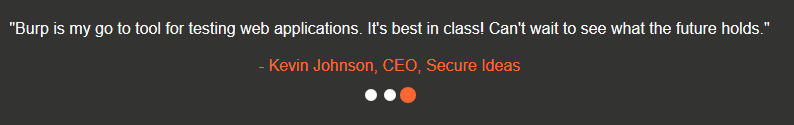 "Burp is my go to tool for testing web applications. It's best in class! Can't wait to see what the future holds."
- Kevin Johnson, CEO, Secure Ideas